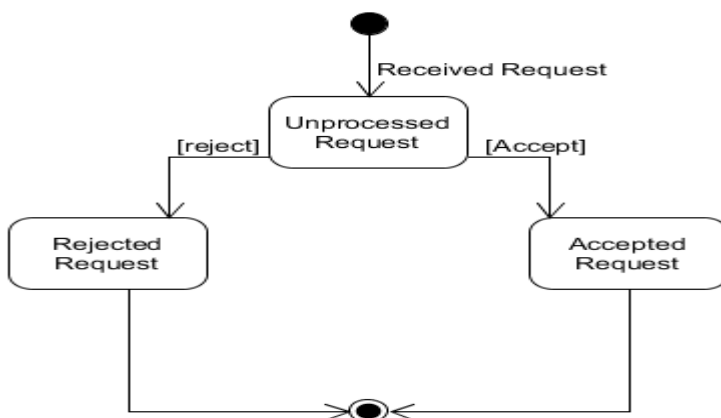 Received Request
Unprocessed
Request
[reject]
[Accept]
Rejected
Request
Accepted
Request